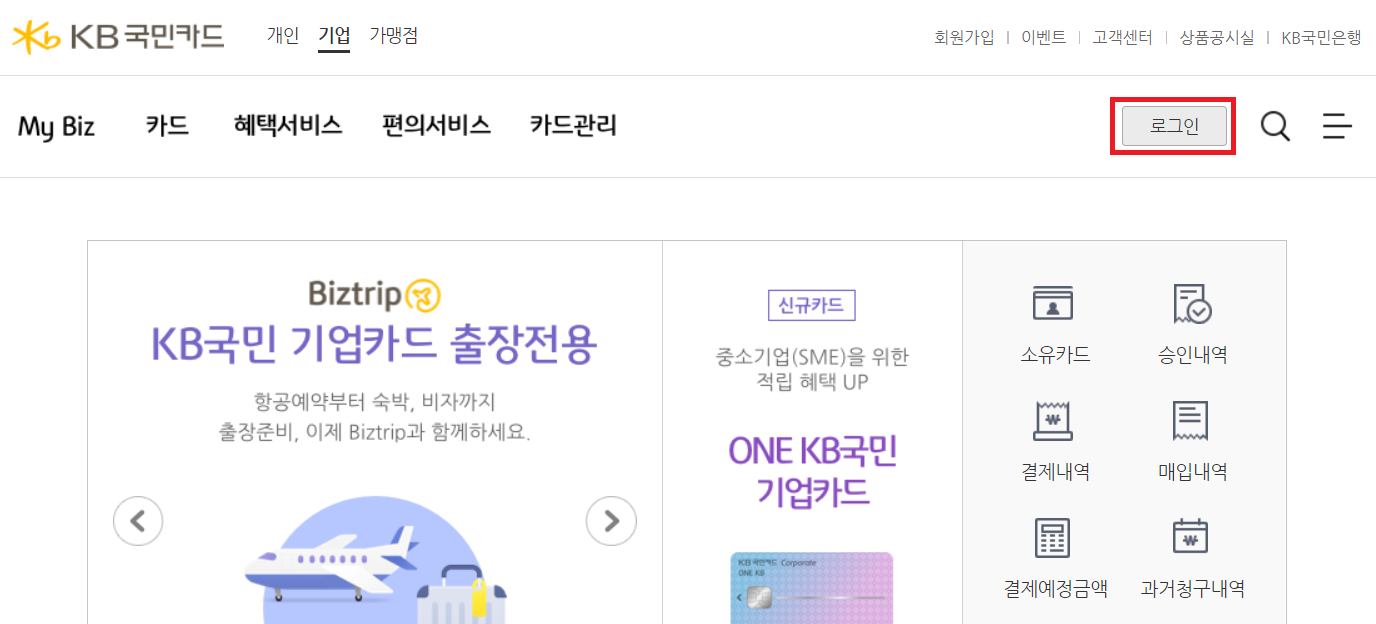 KB국민카드 개인 기업 가맹점
회원가입 | 이벤트 | 고객센터 | 상품공시실 | KB국민은행
My Biz 카드 혜택서비스 편의서비스 카드관리 로그인
Biztrip
KB국민 기업카드 출장전용
항공예약부터 숙박, 비자까지
출장준비, 이제 Biztrip과 함께하세요.
신규카드
중소기업(SME)을 위한
적립 혜택 UP
ONE KB국민
기업카드
KB국민카드 Corporate
ONE KB
소유카드 승인내역
결제내역 매입내역
결제예정금액 과거청구내역